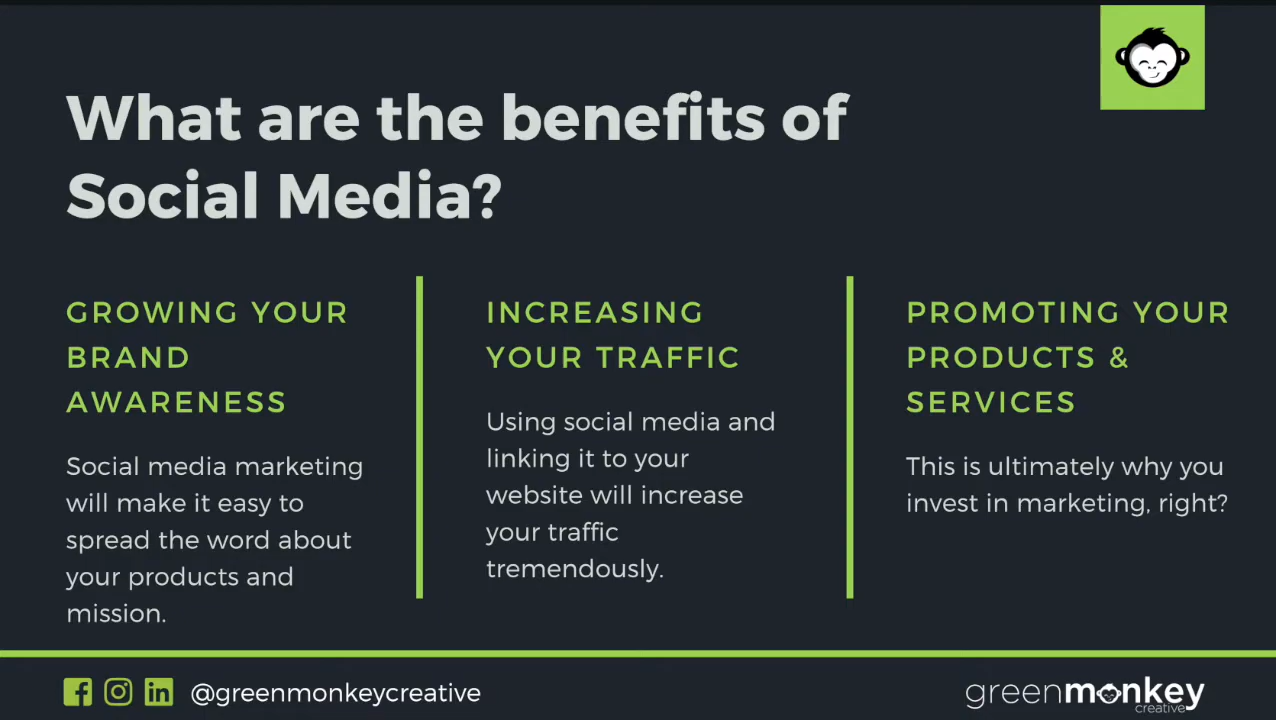 What are the benefits of
Social Media?
GROWING YOUR
BRAND
AWARENESS
Social media marketing
will make it easy to
spread the word about
your products and
mission.
INCREASING
YOUR TRAFFIC
Using social media and
linking it to your
website will increase
your traffic
tremendously.
PROMOTING YOUR
PRODUCTS &
SERVICES
This is ultimately why you
invest in marketing, right?
@greenmonkeycreative
greenmonkey
creative